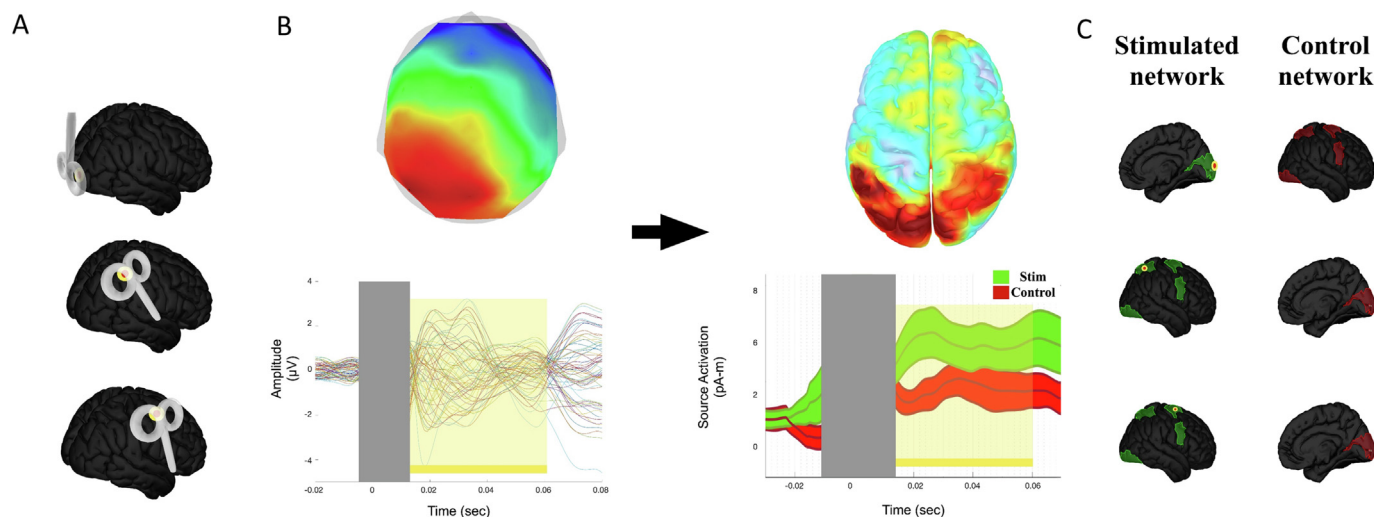 A
B
C
Stimulated
network
Control
network
4
2
0
-2
-4
Amplitude
(µV)
-0.02
0
0.02
0.04
0.06
0.08
Time (sec)
8
6
2
0
Source Activation
(pA-m)
Stim
Control
-0.02
0
0.02
0.04
0.06
Time (sec)